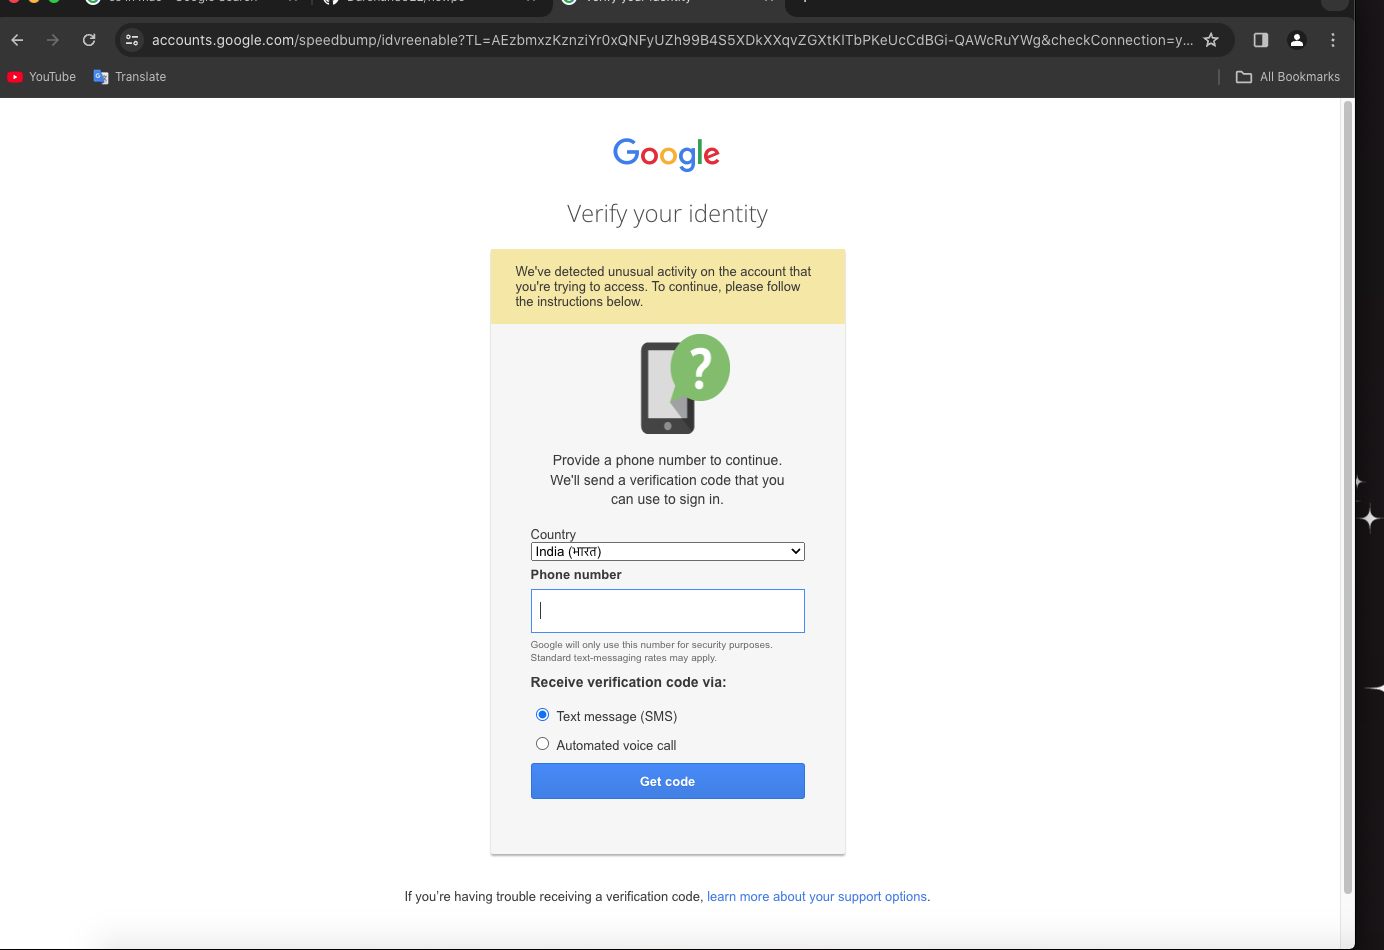 accounts.google.com/speedbump/idvreenable?TL=AEzbmxzKznziYr0xQNFyUZh99B4S5XDkXXqvZGXtKITbPKeUcCdBGi-QAWcRuYWg&checkConnection=y...
YouTube
Translate
All Bookmarks
Google
Verify your identity
We've detected unusual activity on the account that
you're trying to access. To continue, please follow
the instructions below.
?
Provide a phone number to continue.
We'll send a verification code that you
can use to sign in.
Country
India (भारत)
Phone number
Google will only use this number for security purposes.
Standard text-messaging rates may apply.
Receive verification code via:
Text message (SMS)
Automated voice call
Get code
If you're having trouble receiving a verification code, learn more about your support options.